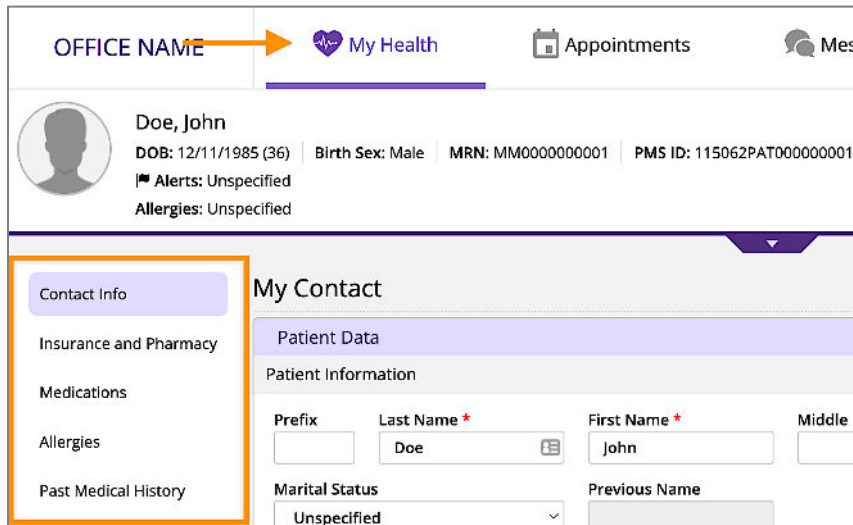 OFFICE NAME My Health Appointments Mes
Doe, John
DOB: 12/11/1985 (36) Birth Sex: Male MRN: MM0000000001 PMS ID: 115062PAT000000001
Alerts: Unspecified
Allergies: Unspecified
Contact Info
Insurance and Pharmacy
Medications
Allergies
Past Medical History
My Contact
Patient Data
Patient Information
Prefix Last Name * First Name * Middle
Doe John
Marital Status Previous Name
Unspecified